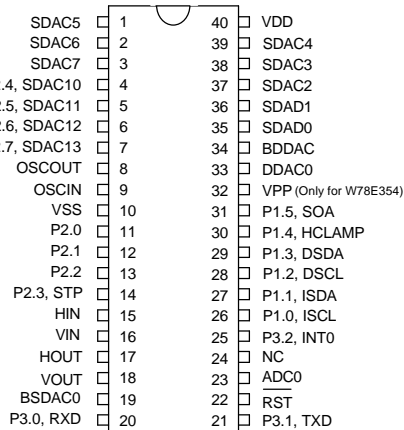 SDAC5 1 40 VDD
SDAC6 2 39 SDAC4
SDAC7 3 38 SDAC3
2.4, SDAC10 4 37 SDAC2
2.5, SDAC11 5 36 SDAD1
2.6, SDAC12 6 35 SDAD0
2.7, SDAC13 7 34 BDDAC
OSCOUT 8 33 DDAC0
OSCIN 9 32 VPP (Only for W78E354)
VSS 10 31 P1.5, SOA
P2.0 11 30 P1.4, HCLAMP
P2.1 12 29 P1.3, DSDA
P2.2 13 28 P1.2, DSCL
P2.3, STP 14 27 P1.1, ISDA
HIN 15 26 P1.0, ISCL
VIN 16 25 P3.2, INT0
HOUT 17 24 NC
VOUT 18 23 ADC0
BSDAC0 19 22 RST
P3.0, RXD 20 21 P3.1, TXD